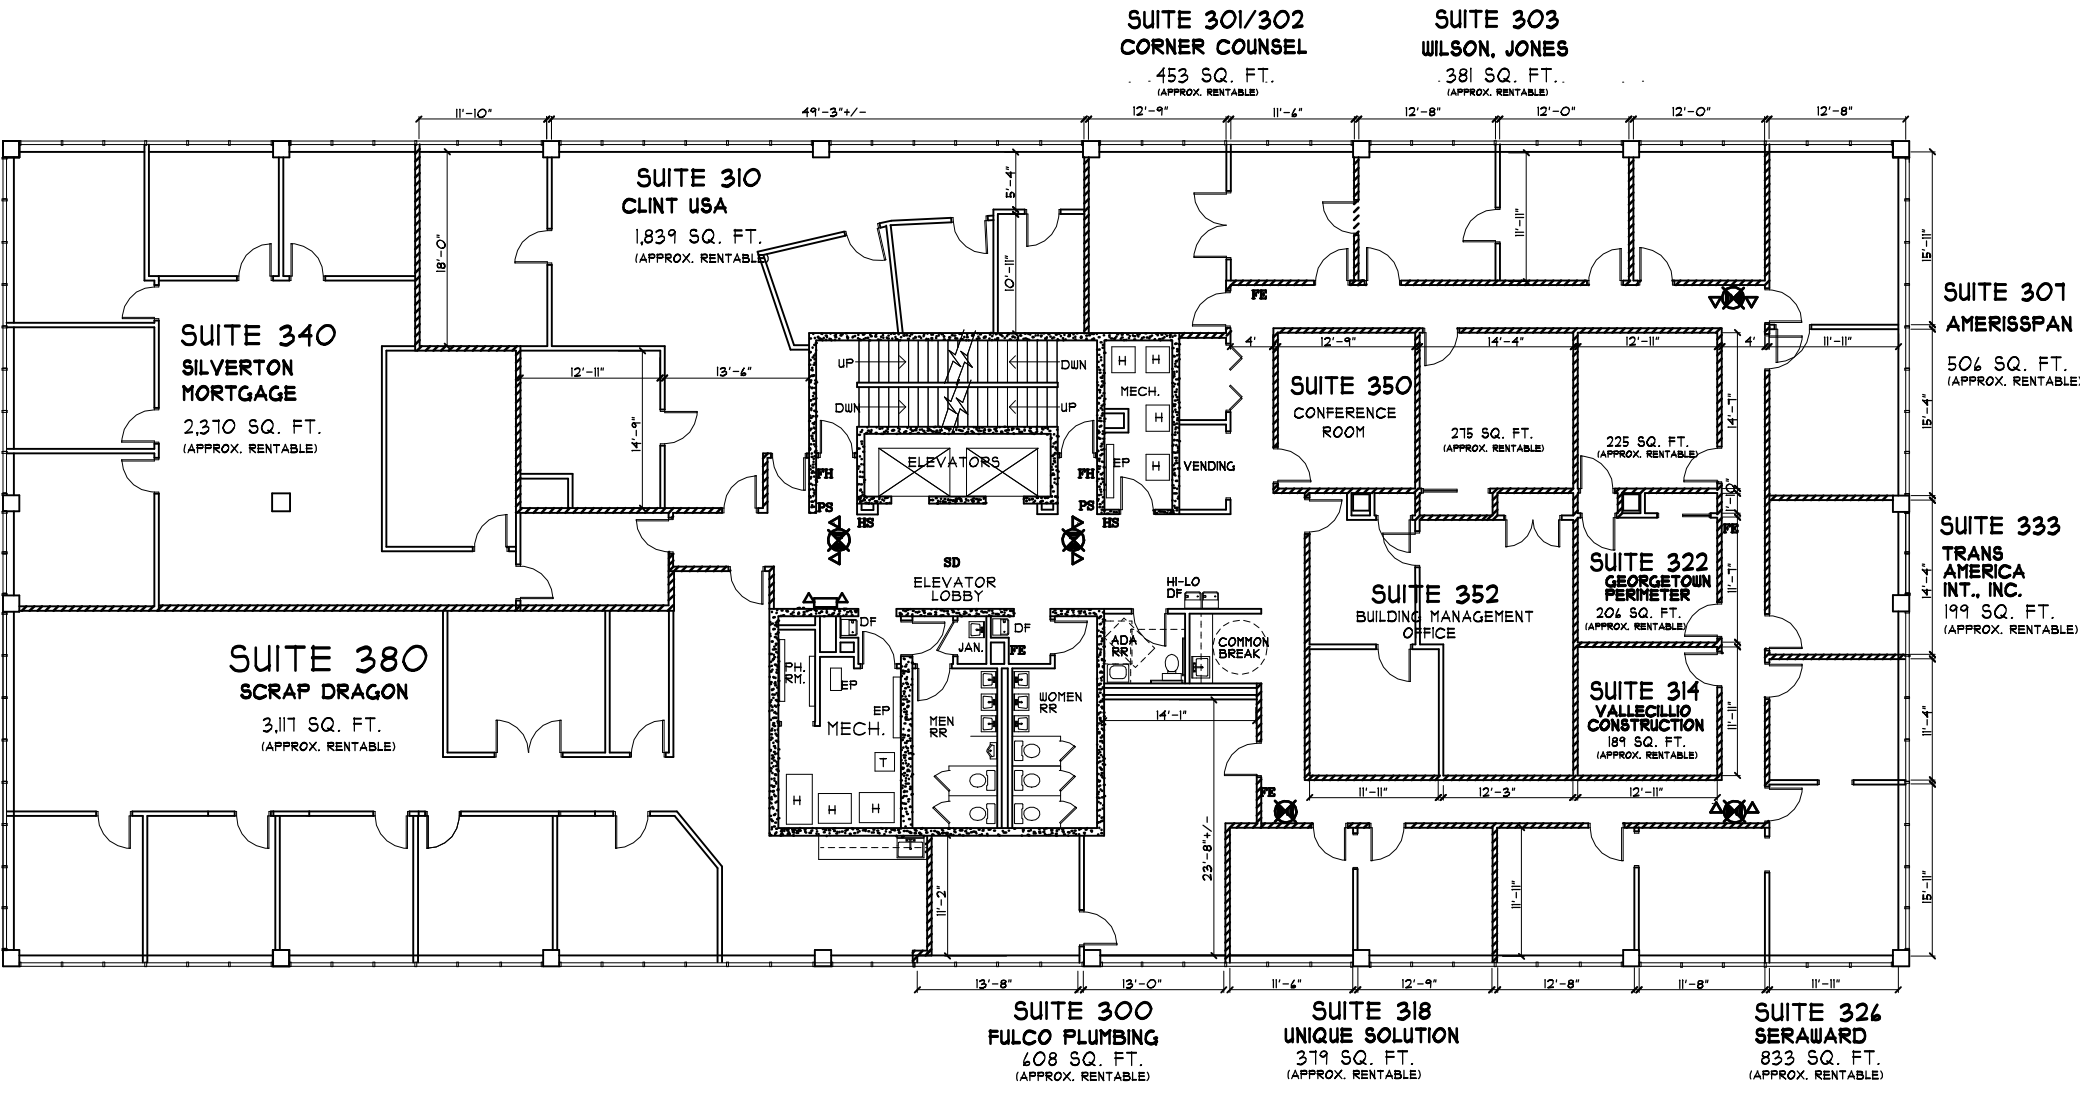 SUITE 301/302
CORNER COUNSEL
453 SQ. FT.
(APPROX. RENTABLE)
SUITE 303
WILSON, JONES
381 SQ. FT.
(APPROX. RENTABLE)
11'-10"
49'-3"+/-
12'-9"
11'-6"
12'-8"
12'-0"
12'-0"
12'-8"
SUITE 310
CLINT USA
1,839 SQ. FT.
(APPROX. RENTABLE)
18'-0"
5'-4"
10'-11"
11'-11"
15'-11"
FE
SUITE 307
AMERISSPAN
506 SQ. FT.
(APPROX. RENTABLE)
SUITE 340
SILVERTON
MORTGAGE
2,370 SQ. FT.
(APPROX. RENTABLE)
12'-11"
13'-6"
14'-9"
UP
DWN
DWN
UP
ELEVATORS
MECH.
H
H
H
H
EP
VENDING
FH
PS
HS
FH
PS
HS
4'
12'-9"
14'-4"
12'-11"
4'
11'-11"
SUITE 350
CONFERENCE
ROOM
275 SQ. FT.
(APPROX. RENTABLE)
225 SQ. FT.
(APPROX. RENTABLE)
14'-7"
15'-4"
1'-10"
FE
SUITE 333
TRANS
AMERICA
INT., INC.
199 SQ. FT.
(APPROX. RENTABLE)
14'-4"
SD
ELEVATOR
LOBBY
HI-LO
DF
SUITE 352
BUILDING MANAGEMENT
OFFICE
SUITE 322
GEORGETOWN
PERIMETER
206 SQ. FT.
(APPROX. RENTABLE)
11'-7"
SUITE 380
SCRAP DRAGON
3,117 SQ. FT.
(APPROX. RENTABLE)
DF
JAN.
DF
FE
ADA
RR
COMMON
BREAK
PH.
RM.
EP
EP
MECH.
T
H
H
H
MEN
RR
WOMEN
RR
14'-1"
SUITE 314
VALLECILLIO
CONSTRUCTION
189 SQ. FT.
(APPROX. RENTABLE)
11'-11"
11'-4"
FE
11'-11"
12'-3"
12'-11"
T
11'-2"
23'-8"+/-
11'-11"
15'-11"
13'-8"
13'-0"
11'-6"
12'-9"
12'-8"
11'-8"
11'-11"
SUITE 300
FULCO PLUMBING
608 SQ. FT.
(APPROX. RENTABLE)
SUITE 318
UNIQUE SOLUTION
379 SQ. FT.
(APPROX. RENTABLE)
SUITE 326
SERAWARD
833 SQ. FT.
(APPROX. RENTABLE)